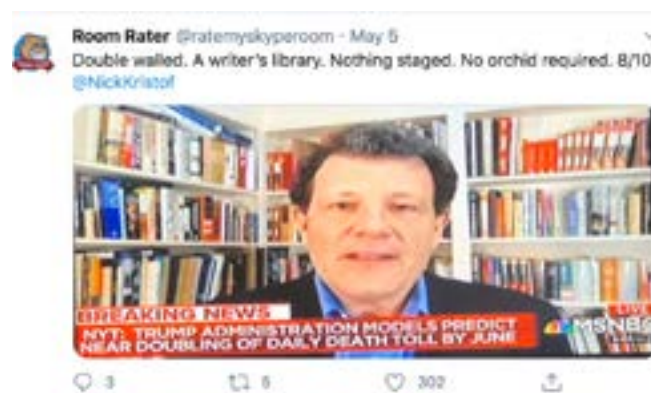 Room Rater @ratemyskyperoom - May 5
Double walled. A writer's library. Nothing staged. No orchid required. 8/10
@NickKristof
BREAKING NEWS
LIVE
NYT: TRUMP ADMINISTRATION MODELS PREDICT
NEAR DOUBLING OF DAILY DEATH TOLL BY JUNE
MSNBC
3 5 302